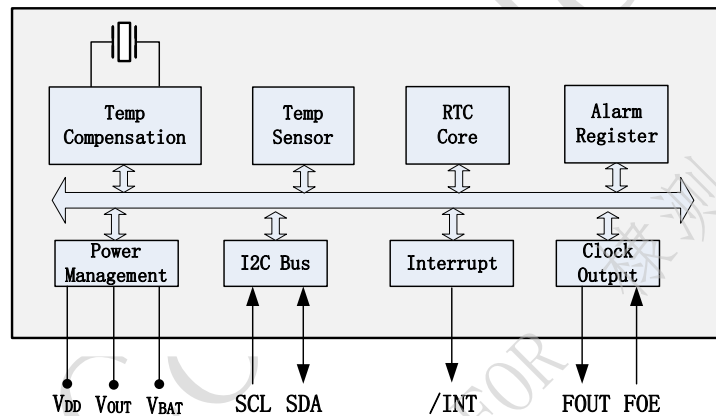 Temp
Compensation
Temp
Sensor
RTC
Core
Alarm
Register
Power
Management
I2C Bus
Interrupt
Clock
Output
VDD VOUT VBAT SCL SDA /INT FOUT FOE
FOR